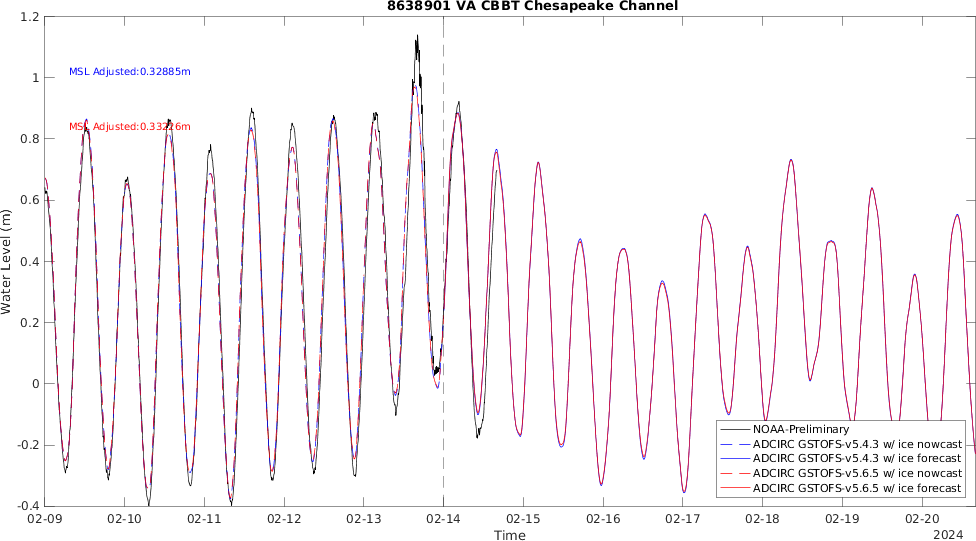 8638901 VA CBBT Chesapeake Channel
1.2
1
0.8
0.6
0.4
0.2
0
-0.2
-0.4
Water Level (m)
MSL Adjusted:0.32885m
MSL Adjusted:0.33226m
NOAA-Preliminary
ADCIRC GSTOFS-v5.4.3 w/ ice nowcast
ADCIRC GSTOFS-v5.4.3 w/ ice forecast
ADCIRC GSTOFS-v5.6.5 w/ ice nowcast
ADCIRC GSTOFS-v5.6.5 w/ ice forecast
02-09 02-10 02-11 02-12 02-13 02-14 02-15 02-16 02-17 02-18 02-19 02-20
Time
2024